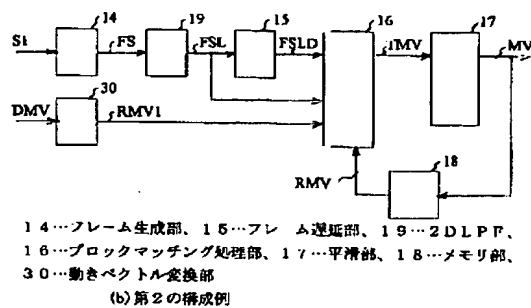 14 19 15 16 17
S1 FS FSL FSLD TMV MV
30
DMV RMV1
18
RMV
14…フレーム生成部、15…フレーム遅延部、19…2DLPF、
16…ブロックマッチング処理部、17…平滑部、18…メモリ部、
30…動きベクトル変換部
(b)第2の構成例